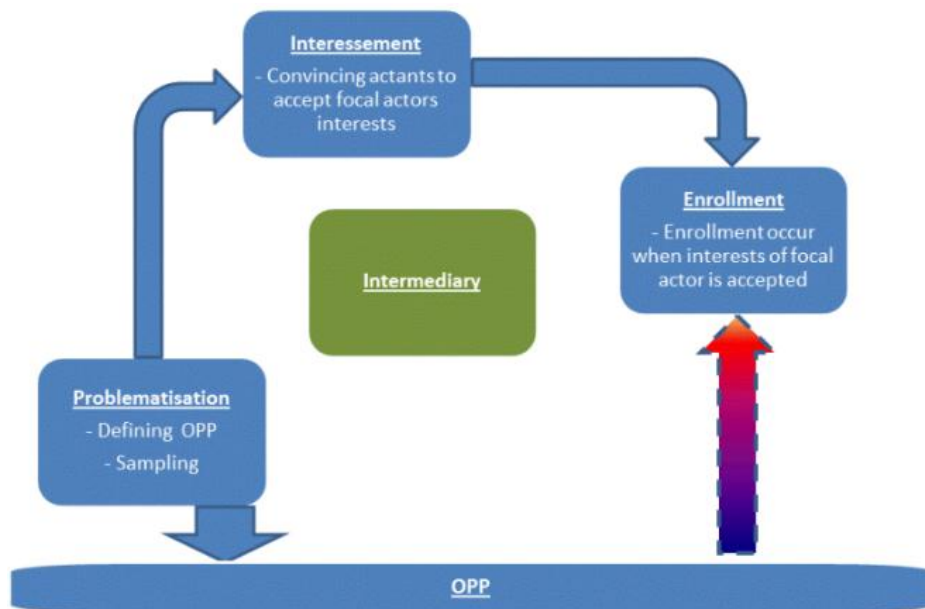 Interessement
- Convincing actants to
accept focal actors
interests
Enrollment
- Enrollment occur
when interests of focal
actor is accepted
Intermediary
Problematisation
- Defining OPP
- Sampling
OPP